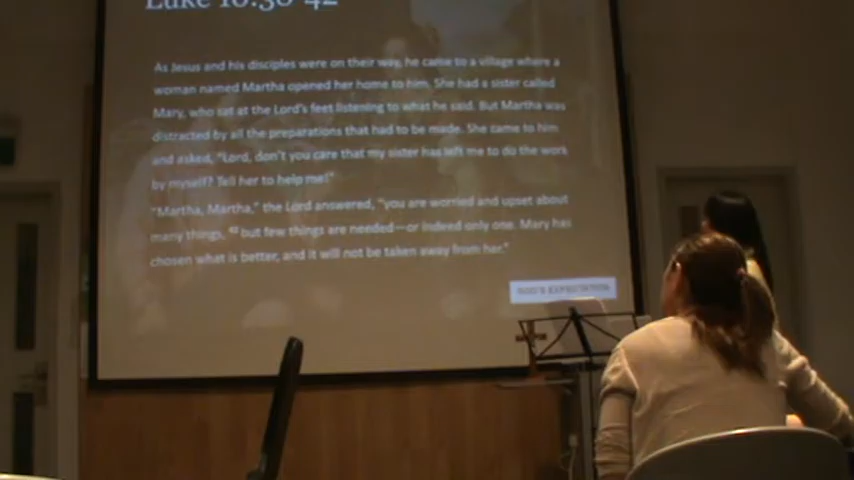 Luke 10:38-42
As Jesus and his disciples were on their way, he came to a village where a
woman named Martha opened her home to him. She had a sister called
Mary, who sat at the Lord's feet listening to what he said. But Martha was
distracted by all the preparations that had to be made. She came to him
and asked, "Lord, don't you care that my sister has left me to do the work
by myself? Tell her to help me!"
"Martha, Martha," the Lord answered, "you are worried and upset about
many things, 42 but few things are needed—or indeed only one. Mary has
chosen what is better, and it will not be taken away from her."
GOD'S EXPECTATION